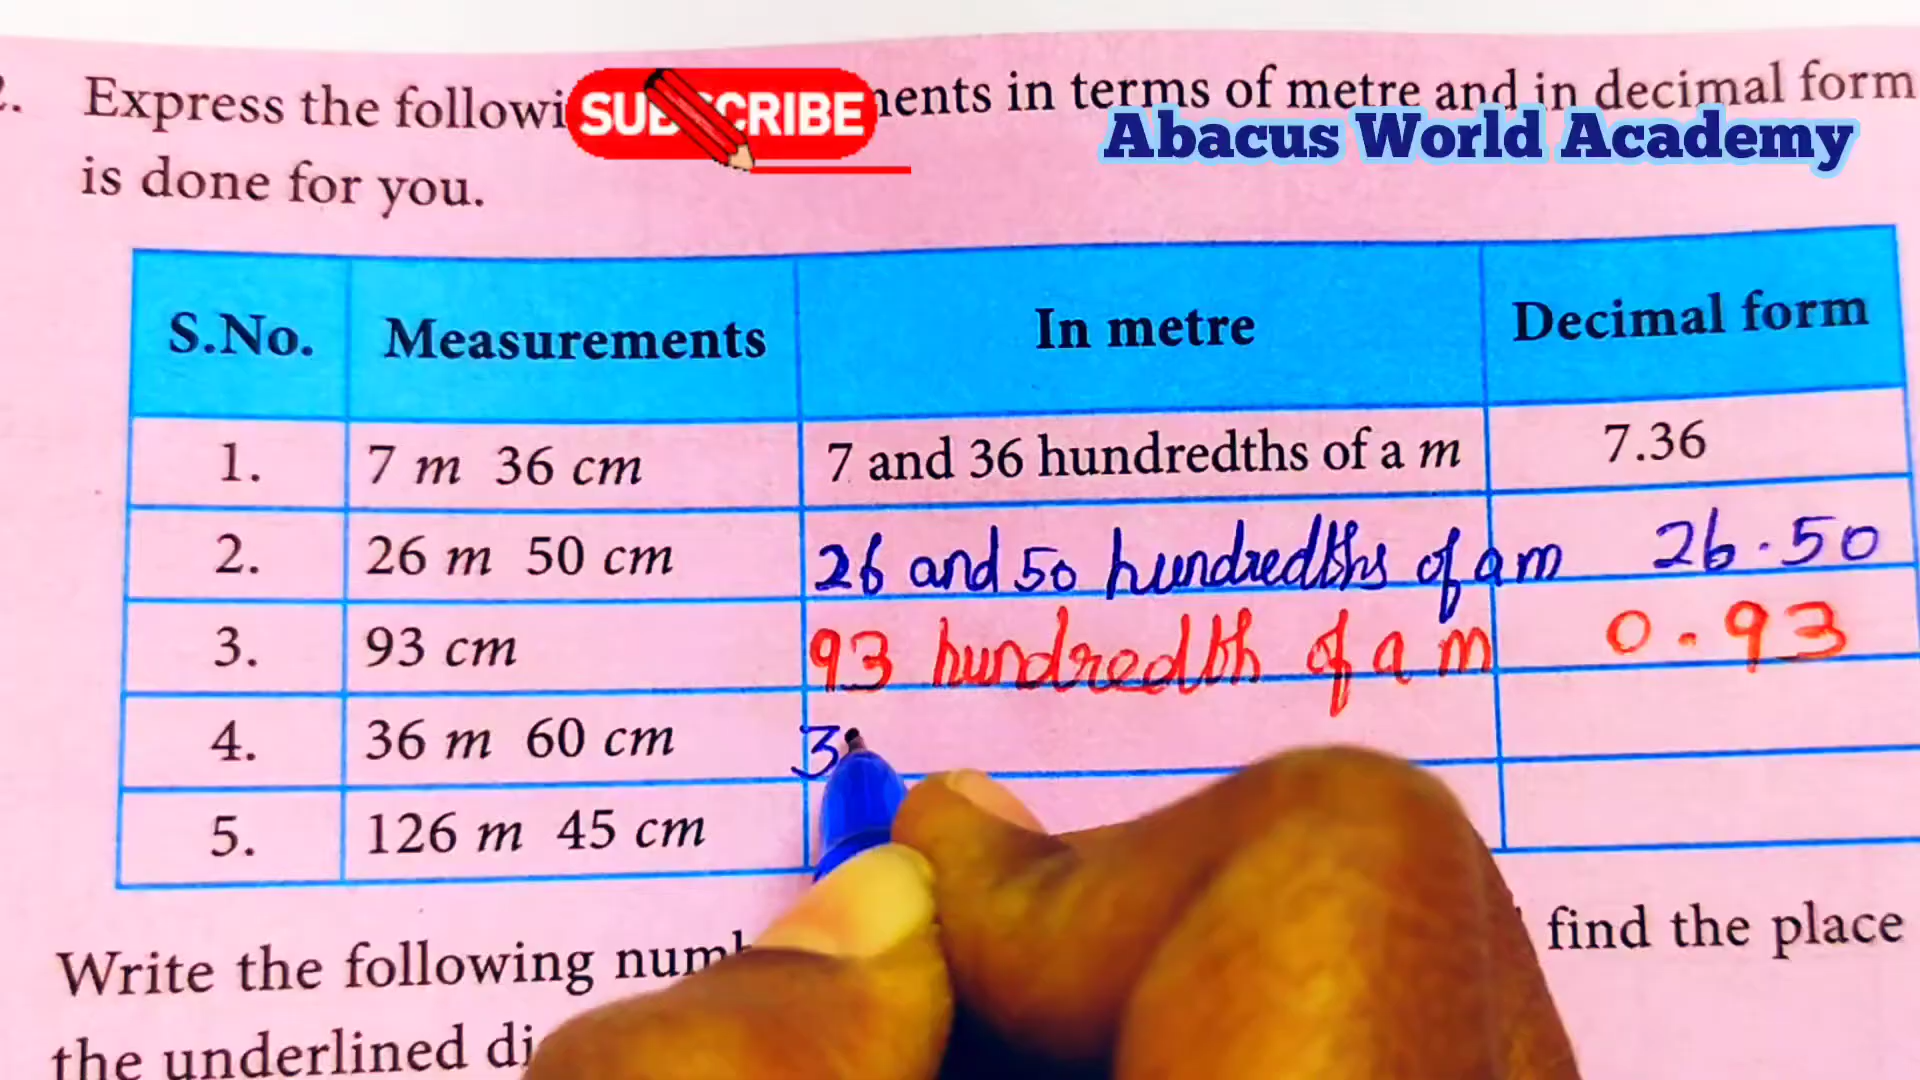 Express the followi SUBSCRIBE ments in terms of metre and in decimal form
Abacus World Academy
is done for you.
S.No. Measurements In metre Decimal form
1. 7 m 36 cm 7 and 36 hundredths of a m 7.36
2. 26 m 50 cm 26 and 50 hundredths of a m 26.50
3. 93 cm 93 hundredth of a m 0.93
4. 36 m 60 cm 3
5. 126 m 45 cm
Write the following find the place
the underlined